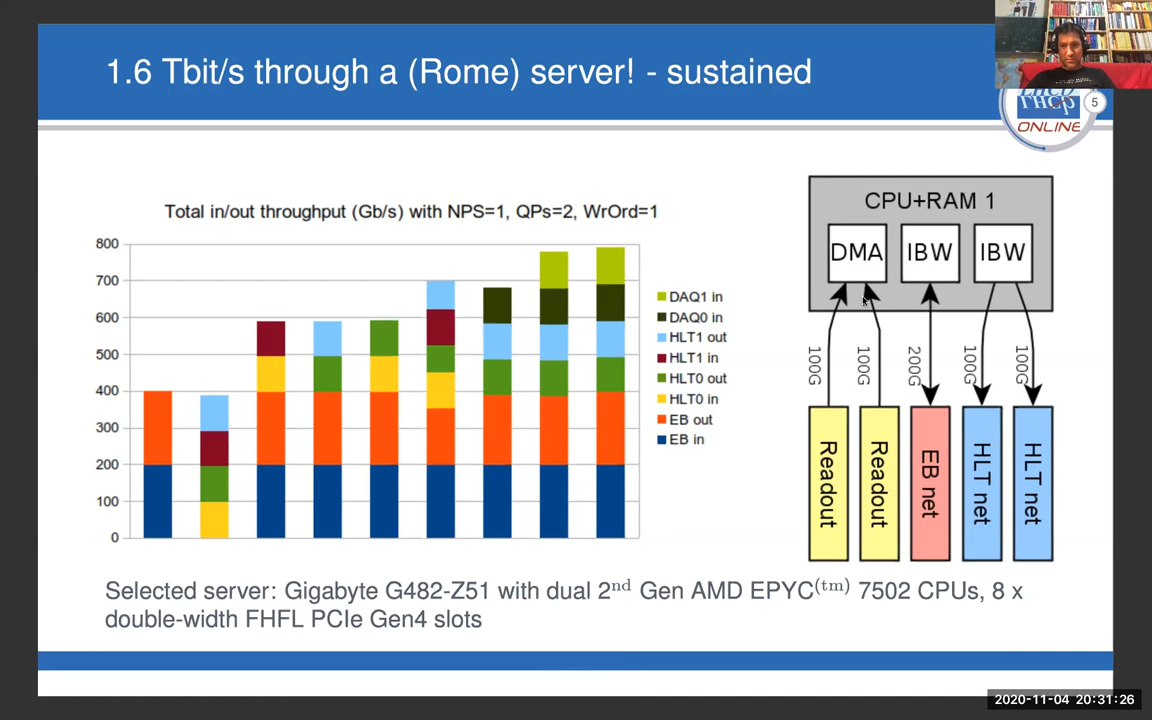 1.6 Tbit/s through a (Rome) server! - sustained
LHCb
ONLINE
5
Total in/out throughput (Gb/s) with NPS=1, QPs=2, WrOrd=1
800
700
600
500
400
300
200
100
0
DAQ1 in
DAQ0 in
HLT1 out
HLT1 in
HLT0 out
HLT0 in
EB out
EB in
CPU+RAM 1
DMA IBW IBW
100G 100G 200G 100G 100G
Readout Readout EB net HLT net HLT net
Selected server: Gigabyte G482-Z51 with dual 2nd Gen AMD EPYC(tm) 7502 CPUs, 8 x
double-width FHFL PCIe Gen4 slots
2020-11-04 20:31:26